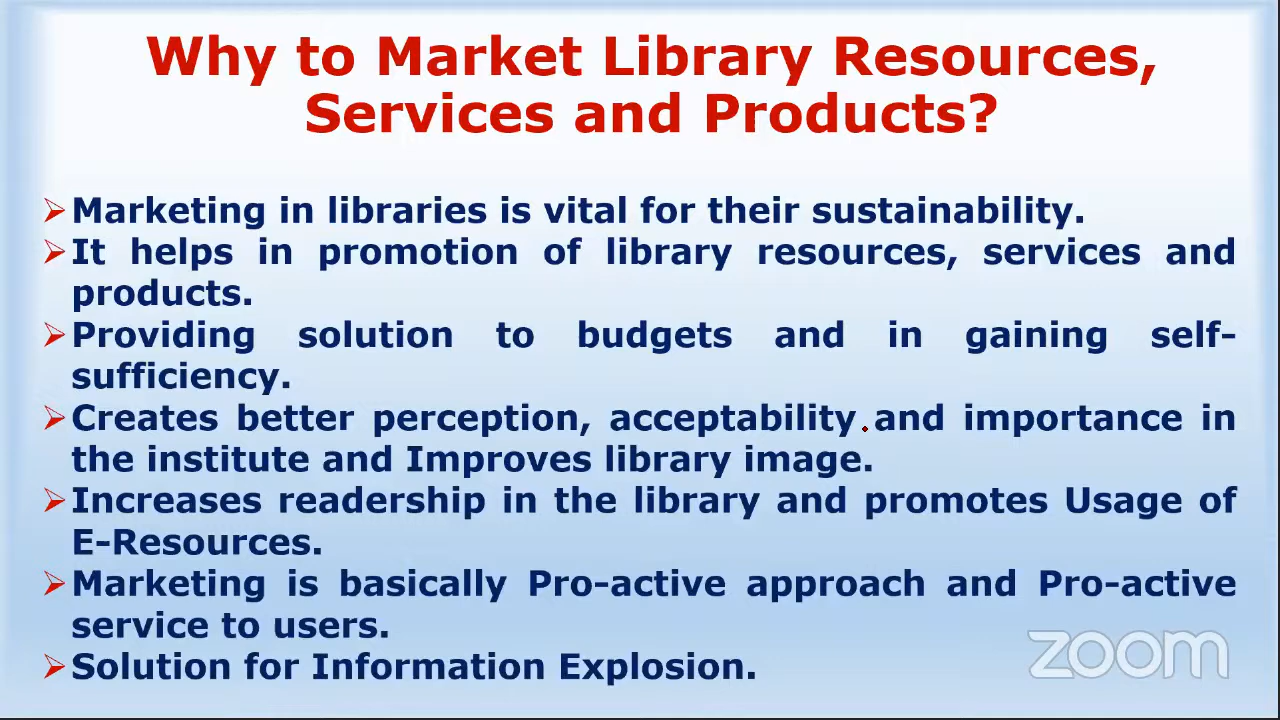 Why to Market Library Resources,
Services and Products?
Marketing in libraries is vital for their sustainability.
It helps in promotion of library resources, services and
products.
Providing solution to budgets and in gaining self-
sufficiency.
Creates better perception, acceptability and importance in
the institute and Improves library image.
Increases readership in the library and promotes Usage of
E-Resources.
Marketing is basically Pro-active approach and Pro-active
service to users.
Solution for Information Explosion.
zoom